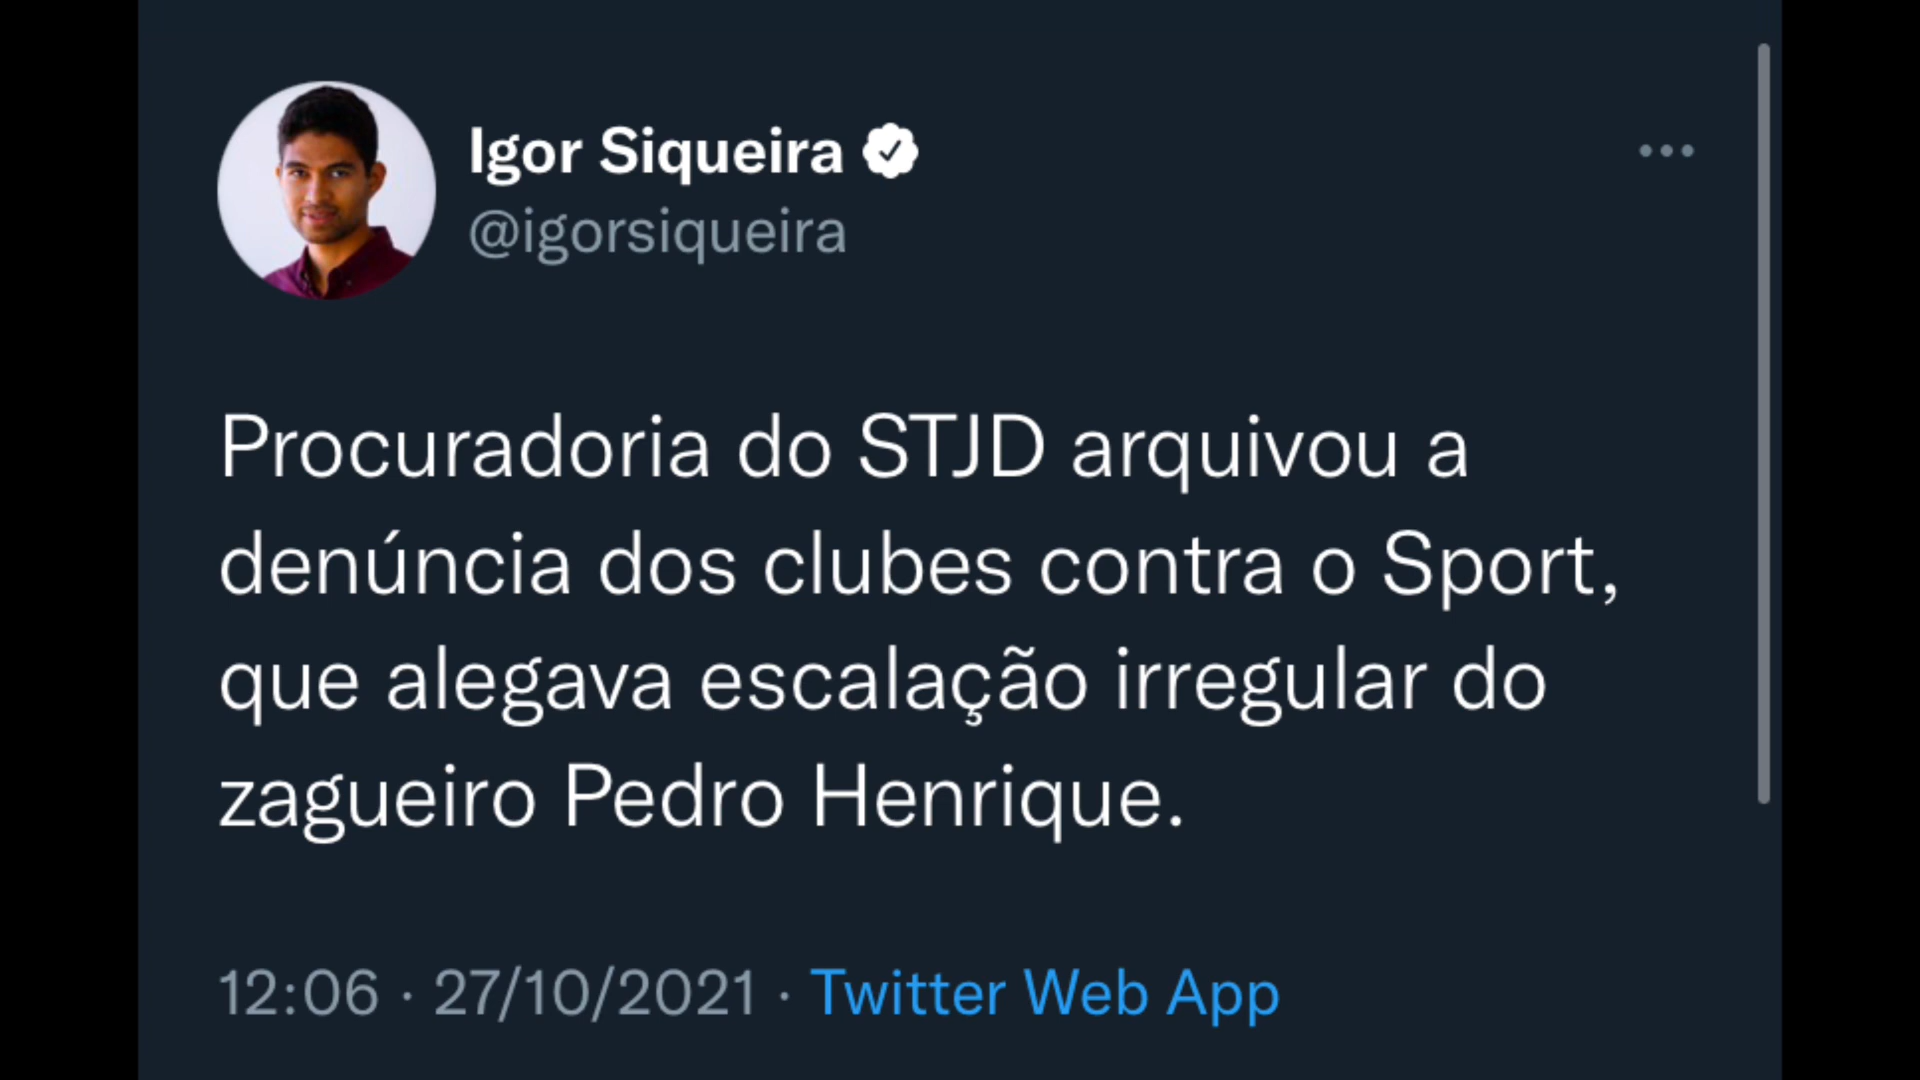 Igor Siqueira
@igorsiqueira
Procuradoria do STJD arquivou a
denúncia dos clubes contra o Sport,
que alegava escalação irregular do
zagueiro Pedro Henrique.
12:06 · 27/10/2021 · Twitter Web App